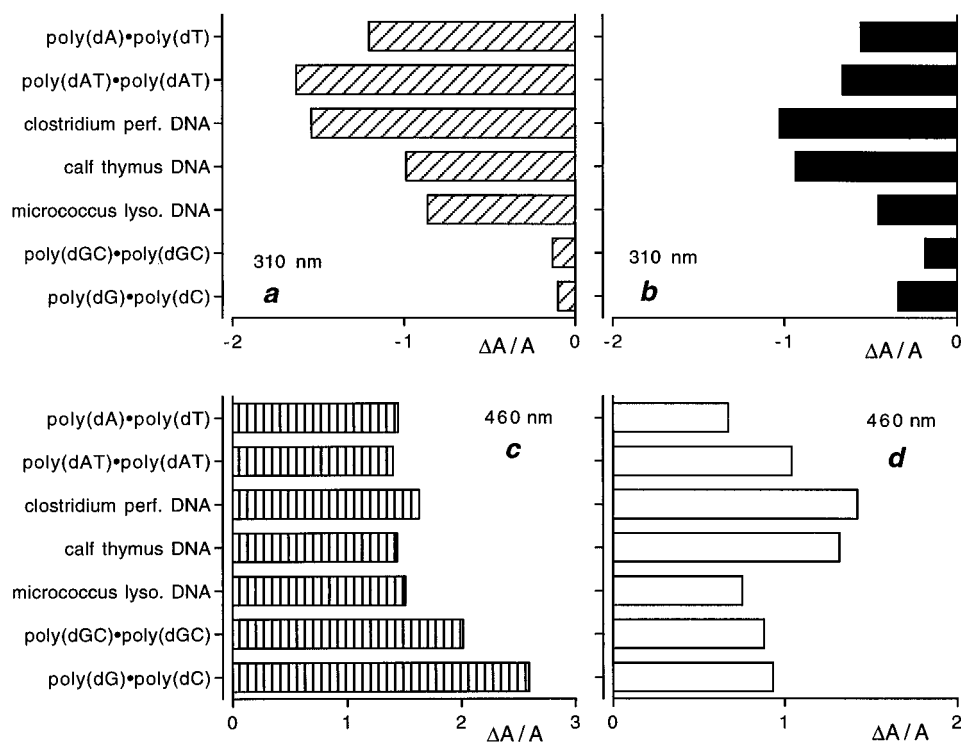 poly(dA)•poly(dT)
poly(dAT)•poly(dAT)
clostridium perf. DNA
calf thymus DNA
micrococcus lyso. DNA
poly(dGC)•poly(dGC)
poly(dG)•poly(dC)
310 nm
a
-2 -1 0
ΔA/A
310 nm
b
-2 -1 0
ΔA/A
poly(dA)•poly(dT)
poly(dAT)•poly(dAT)
clostridium perf. DNA
calf thymus DNA
micrococcus lyso. DNA
poly(dGC)•poly(dGC)
poly(dG)•poly(dC)
460 nm
c
0 1 2 3
ΔA/A
460 nm
d
0 1 2
ΔA/A